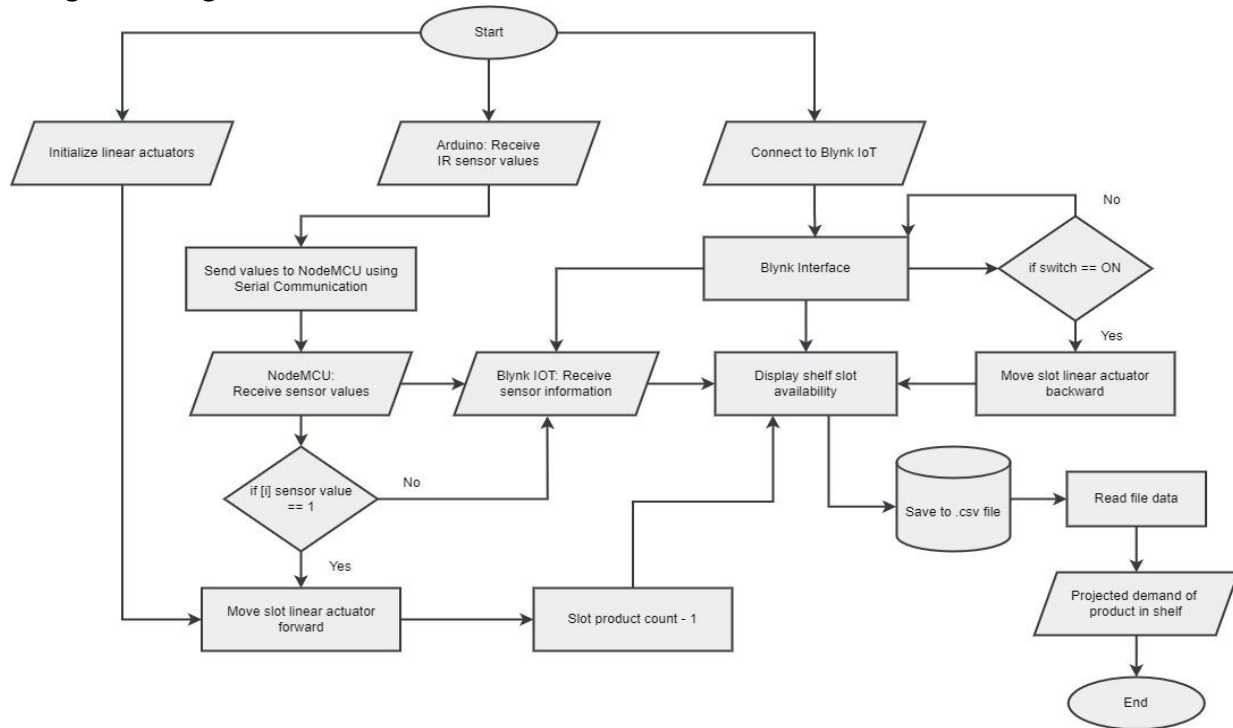 Start
Initialize linear actuators
Arduino: Receive
IR sensor values
Connect to Blynk IoT
No
Send values to NodeMCU using
Serial Communication
Blynk Interface
if switch == ON
Yes
NodeMCU:
Receive sensor values
Blynk IOT: Receive
sensor information
Display shelf slot
availability
Move slot linear actuator
backward
if [i] sensor value
== 1
No
Save to .csv file
Read file data
Yes
Move slot linear actuator
forward
Slot product count - 1
Projected demand of
product in shelf
End